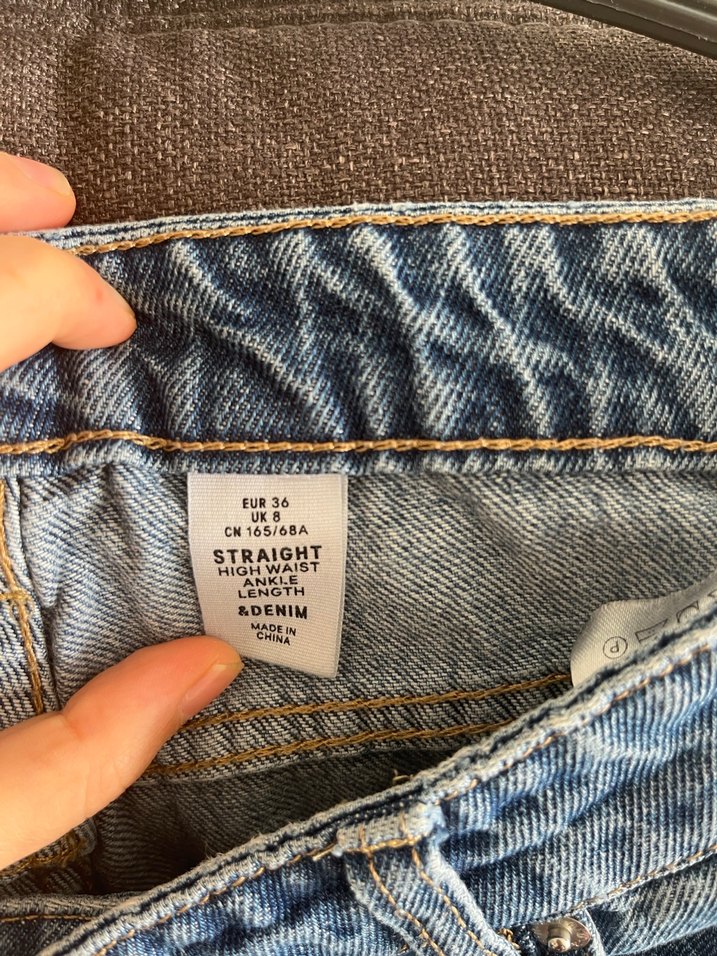 EUR 36
UK 8
CN 165/68A
STRAIGHT
HIGH WAIST
ANKLE
LENGTH
&DENIM
MADE IN
CHINA
P